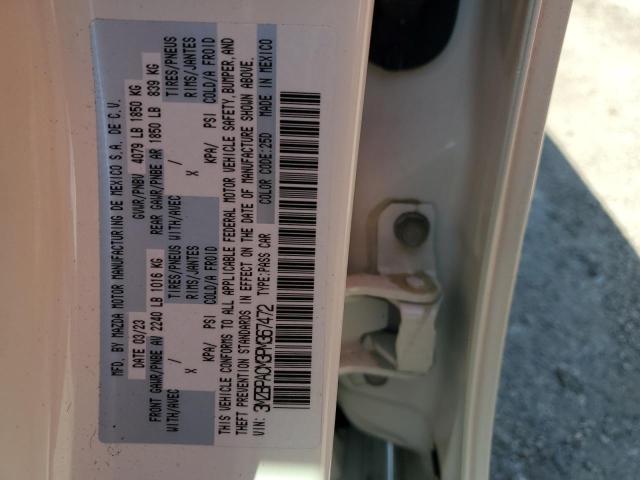 MFD. BY MAZDA MOTOR MANUFACTURING DE MEXICO S.A. DE C.V.
DATE 03/23 GVWR/PNBV 4079 LB 1850 KG
FRONT GAWR/PNBE AV 2240 LB 1016 KG REAR GAWR/PNBE AR 1850 LB 839 KG
WITH/AVEC / TIRES/PNEUS WITH/AVEC / TIRES/PNEUS
X RIMS/JANTES X RIMS/JANTES
KPA/ PSI COLD/A FROID KPA/ PSI COLD/A FROID
THIS VEHICLE CONFORMS TO ALL APPLICABLE FEDERAL MOTOR VEHICLE SAFETY, BUMPER, AND
THEFT PREVENTION STANDARDS IN EFFECT ON THE DATE OF MANUFACTURE SHOWN ABOVE.
VIN: 3MZBPACM3PM367472 TYPE:PASS CAR COLOR CODE:25D MADE IN MEXICO